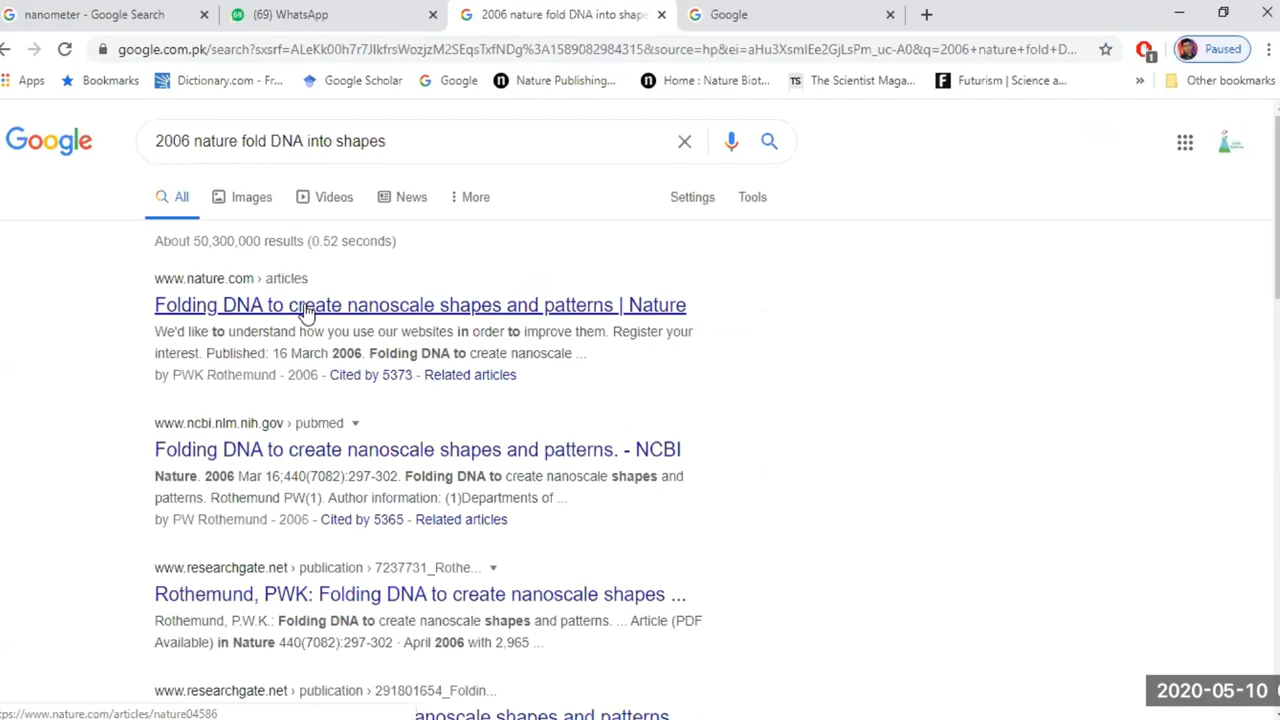 nanometer - Google Search
(69) WhatsApp
2006 nature fold DNA into shape
Google
google.com.pk/search?sxsrf=ALeKk00h7r7JlkfrsWozjzM2SEqsTxfNDg%3A1589082984315&source=hp&ei=aHu3XsmIEe2GjLsPm_uc-A0&q=2006+nature+fold+D...
1
Paused
Apps
Bookmarks
Dictionary.com - Fr...
Google Scholar
Google
Nature Publishing...
Home : Nature Biot...
The Scientist Maga...
Futurism | Science a...
»
Other bookmarks
Google
2006 nature fold DNA into shapes
All
Images
Videos
News
More
Settings
Tools
About 50,300,000 results (0.52 seconds)
www.nature.com › articles
Folding DNA to create nanoscale shapes and patterns | Nature
We'd like to understand how you use our websites in order to improve them. Register your
interest. Published: 16 March 2006. Folding DNA to create nanoscale ...
by PWK Rothemund - 2006 - Cited by 5373 - Related articles
www.ncbi.nlm.nih.gov › pubmed
Folding DNA to create nanoscale shapes and patterns. - NCBI
Nature. 2006 Mar 16;440(7082):297-302. Folding DNA to create nanoscale shapes and
patterns. Rothemund PW(1). Author information: (1)Departments of ...
by PW Rothemund - 2006 - Cited by 5365 - Related articles
www.researchgate.net › publication › 7237731_Rothe...
Rothemund, PWK: Folding DNA to create nanoscale shapes ...
Rothemund, P.W.K.: Folding DNA to create nanoscale shapes and patterns. ... Article (PDF
Available) in Nature 440(7082):297-302 · April 2006 with 2,965 ...
www.researchgate.net › publication › 291801654_Foldin...
2020-05-10
ps://www.nature.com/articles/nature04586
anoscale shapes and patterns